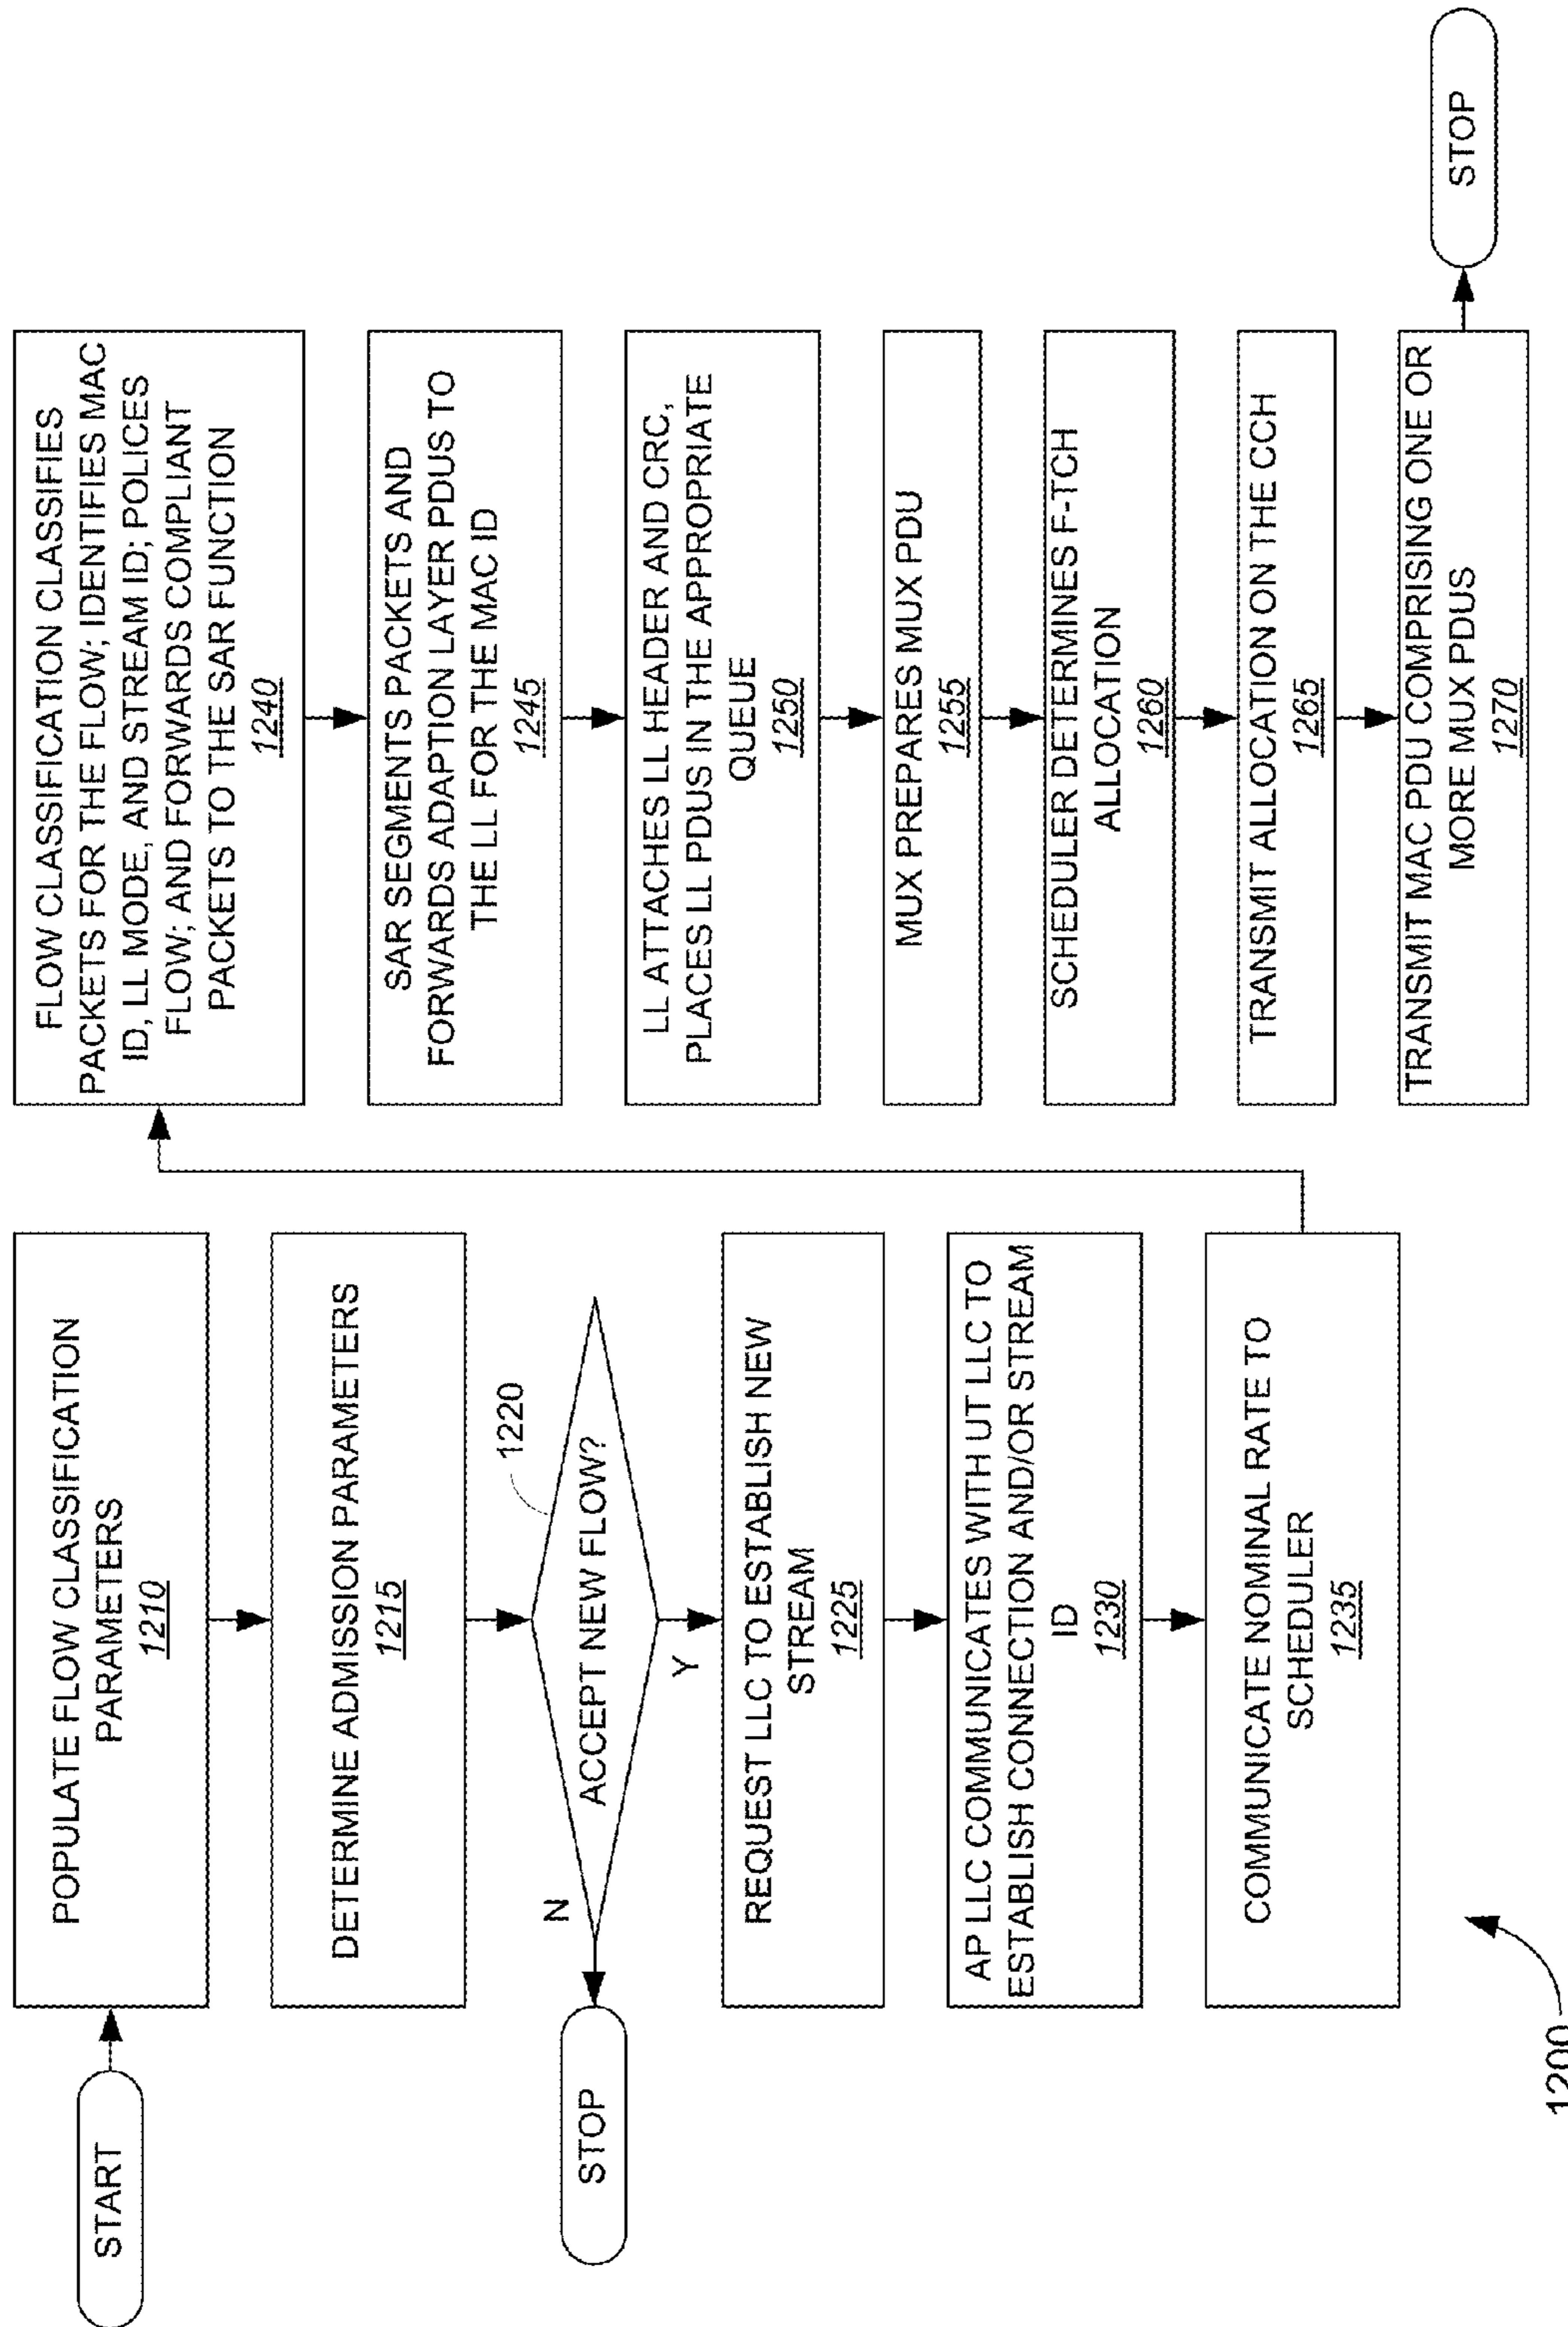 START
POPULATE FLOW CLASSIFICATION
PARAMETERS
1210
DETERMINE ADMISSION PARAMETERS
1215
1220
ACCEPT NEW FLOW?
N
STOP
Y
REQUEST LLC TO ESTABLISH NEW
STREAM
1225
AP LLC COMMUNICATES WITH UT LLC TO
ESTABLISH CONNECTION AND/OR STREAM
ID
1230
COMMUNICATE NOMINAL RATE TO
SCHEDULER
1235
1200
FLOW CLASSIFICATION CLASSIFIES
PACKETS FOR THE FLOW; IDENTIFIES MAC
ID, LL MODE, AND STREAM ID; POLICES
FLOW; AND FORWARDS COMPLIANT
PACKETS TO THE SAR FUNCTION
1240
SAR SEGMENTS PACKETS AND
FORWARDS ADAPTION LAYER PDUS TO
THE LL FOR THE MAC ID
1245
LL ATTACHES LL HEADER AND CRC,
PLACES LL PDUS IN THE APPROPRIATE
QUEUE
1250
MUX PREPARES MUX PDU
1255
SCHEDULER DETERMINES F-TCH
ALLOCATION
1260
TRANSMIT ALLOCATION ON THE CCH
1265
TRANSMIT MAC PDU COMPRISING ONE OR
MORE MUX PDUS
1270
STOP